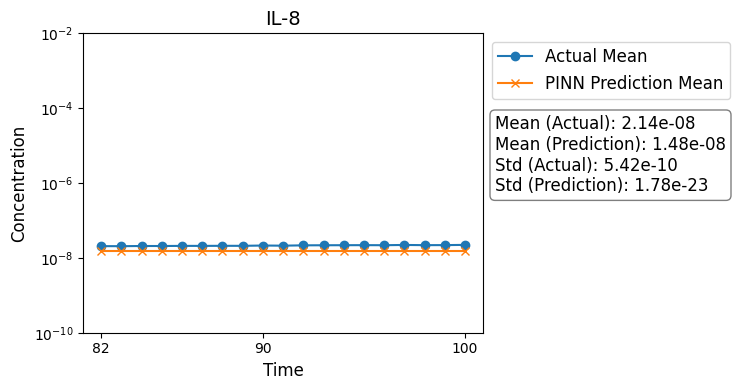 IL-8
Concentration
10⁻²
10⁻⁴
10⁻⁶
10⁻⁸
10⁻¹⁰
82
90
100
Time
Actual Mean
PINN Prediction Mean
Mean (Actual): 2.14e-08
Mean (Prediction): 1.48e-08
Std (Actual): 5.42e-10
Std (Prediction): 1.78e-23